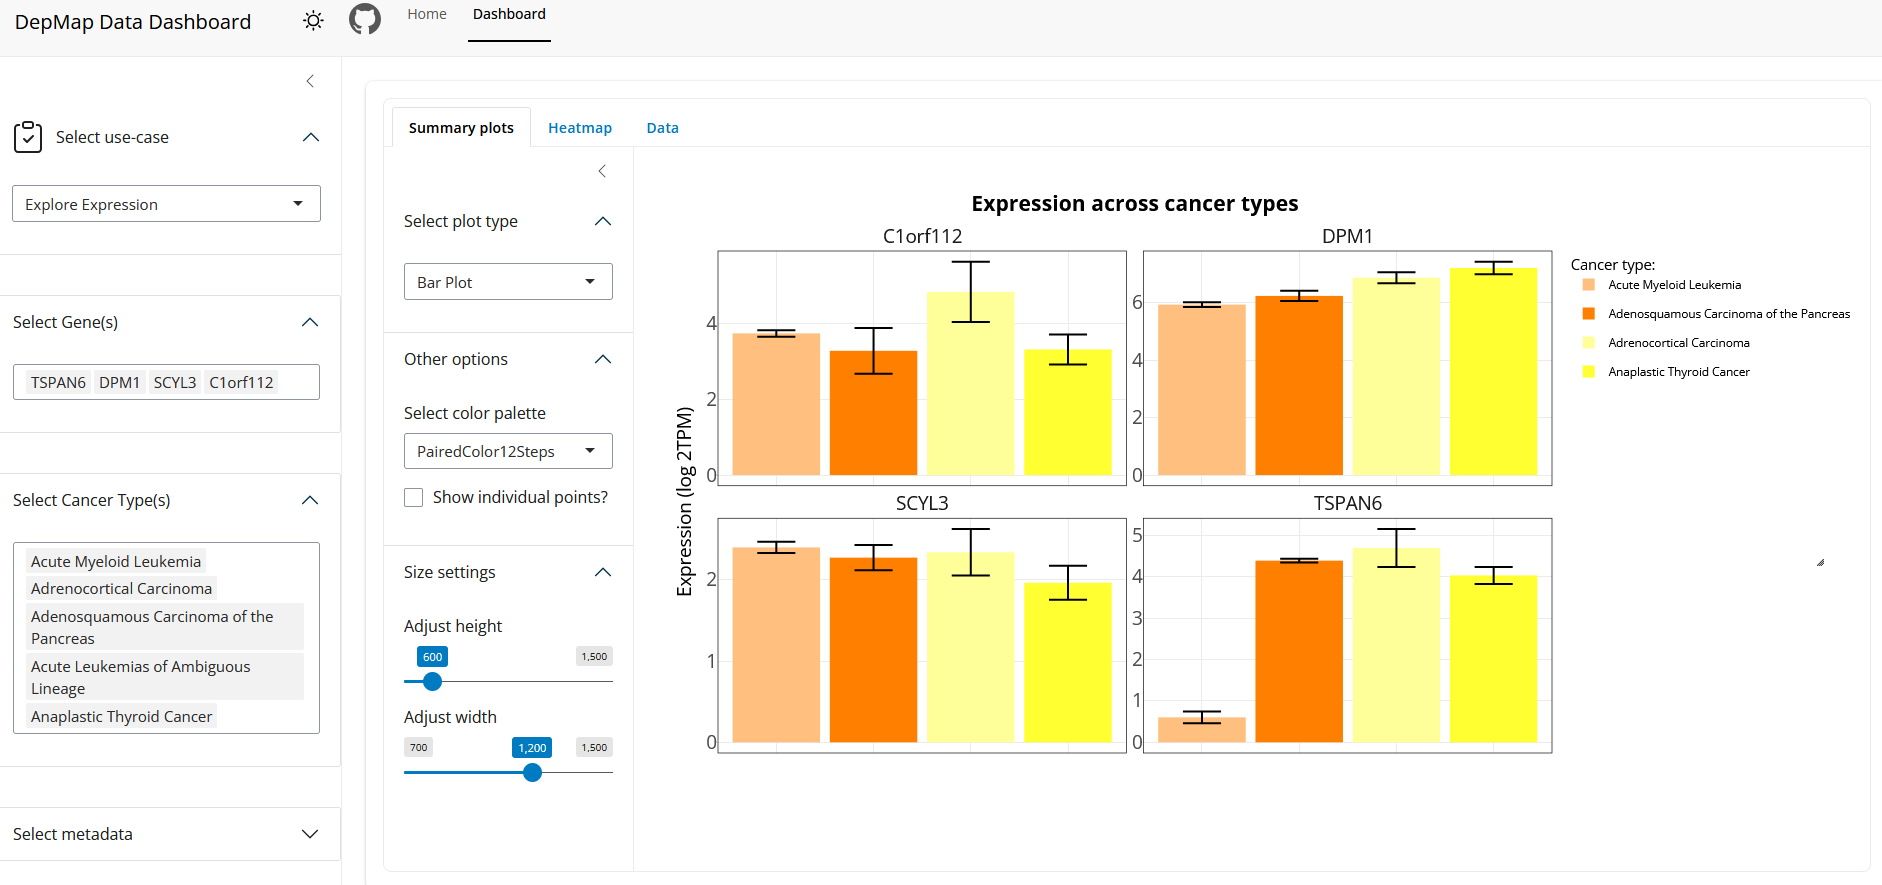 DepMap Data Dashboard
Home
Dashboard
Select use-case
Explore Expression
Select Gene(s)
TSPAN6 DPM1 SCYL3 C1orf112
Select Cancer Type(s)
Acute Myeloid Leukemia
Adrenocortical Carcinoma
Adenosquamous Carcinoma of the
Pancreas
Acute Leukemias of Ambiguous
Lineage
Anaplastic Thyroid Cancer
Select metadata
Summary plots
Heatmap
Data
Select plot type
Bar Plot
Other options
Select color palette
PairedColor12Steps
Show individual points?
Size settings
Adjust height
600
1,500
Adjust width
700
1,200
1,500
Expression across cancer types
Expression (log 2TPM)
C1orf112
4
2
0
DPM1
6
4
2
0
SCYL3
2
1
0
TSPAN6
5
4
3
2
1
0
Cancer type:
Acute Myeloid Leukemia
Adenosquamous Carcinoma of the Pancreas
Adrenocortical Carcinoma
Anaplastic Thyroid Cancer